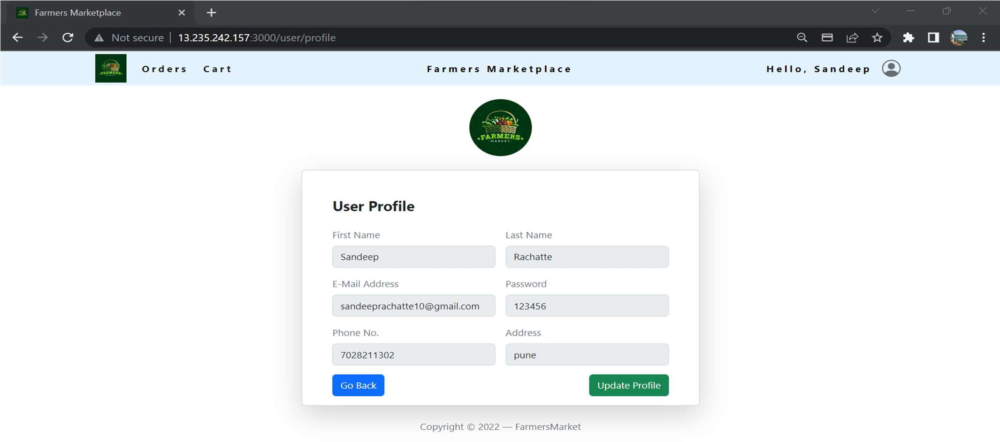 Farmers Marketplace
Not secure | 13.235.242.157:3000/user/profile
FARMERS
MARKET
Orders Cart Farmers Marketplace Hello, Sandeep
FARMERS
MARKET
User Profile
First Name Last Name
Sandeep Rachatte
E-Mail Address Password
sandeeprachatte10@gmail.com 123456
Phone No. Address
7028211302 pune
Go Back Update Profile
Copyright © 2022 — FarmersMarket